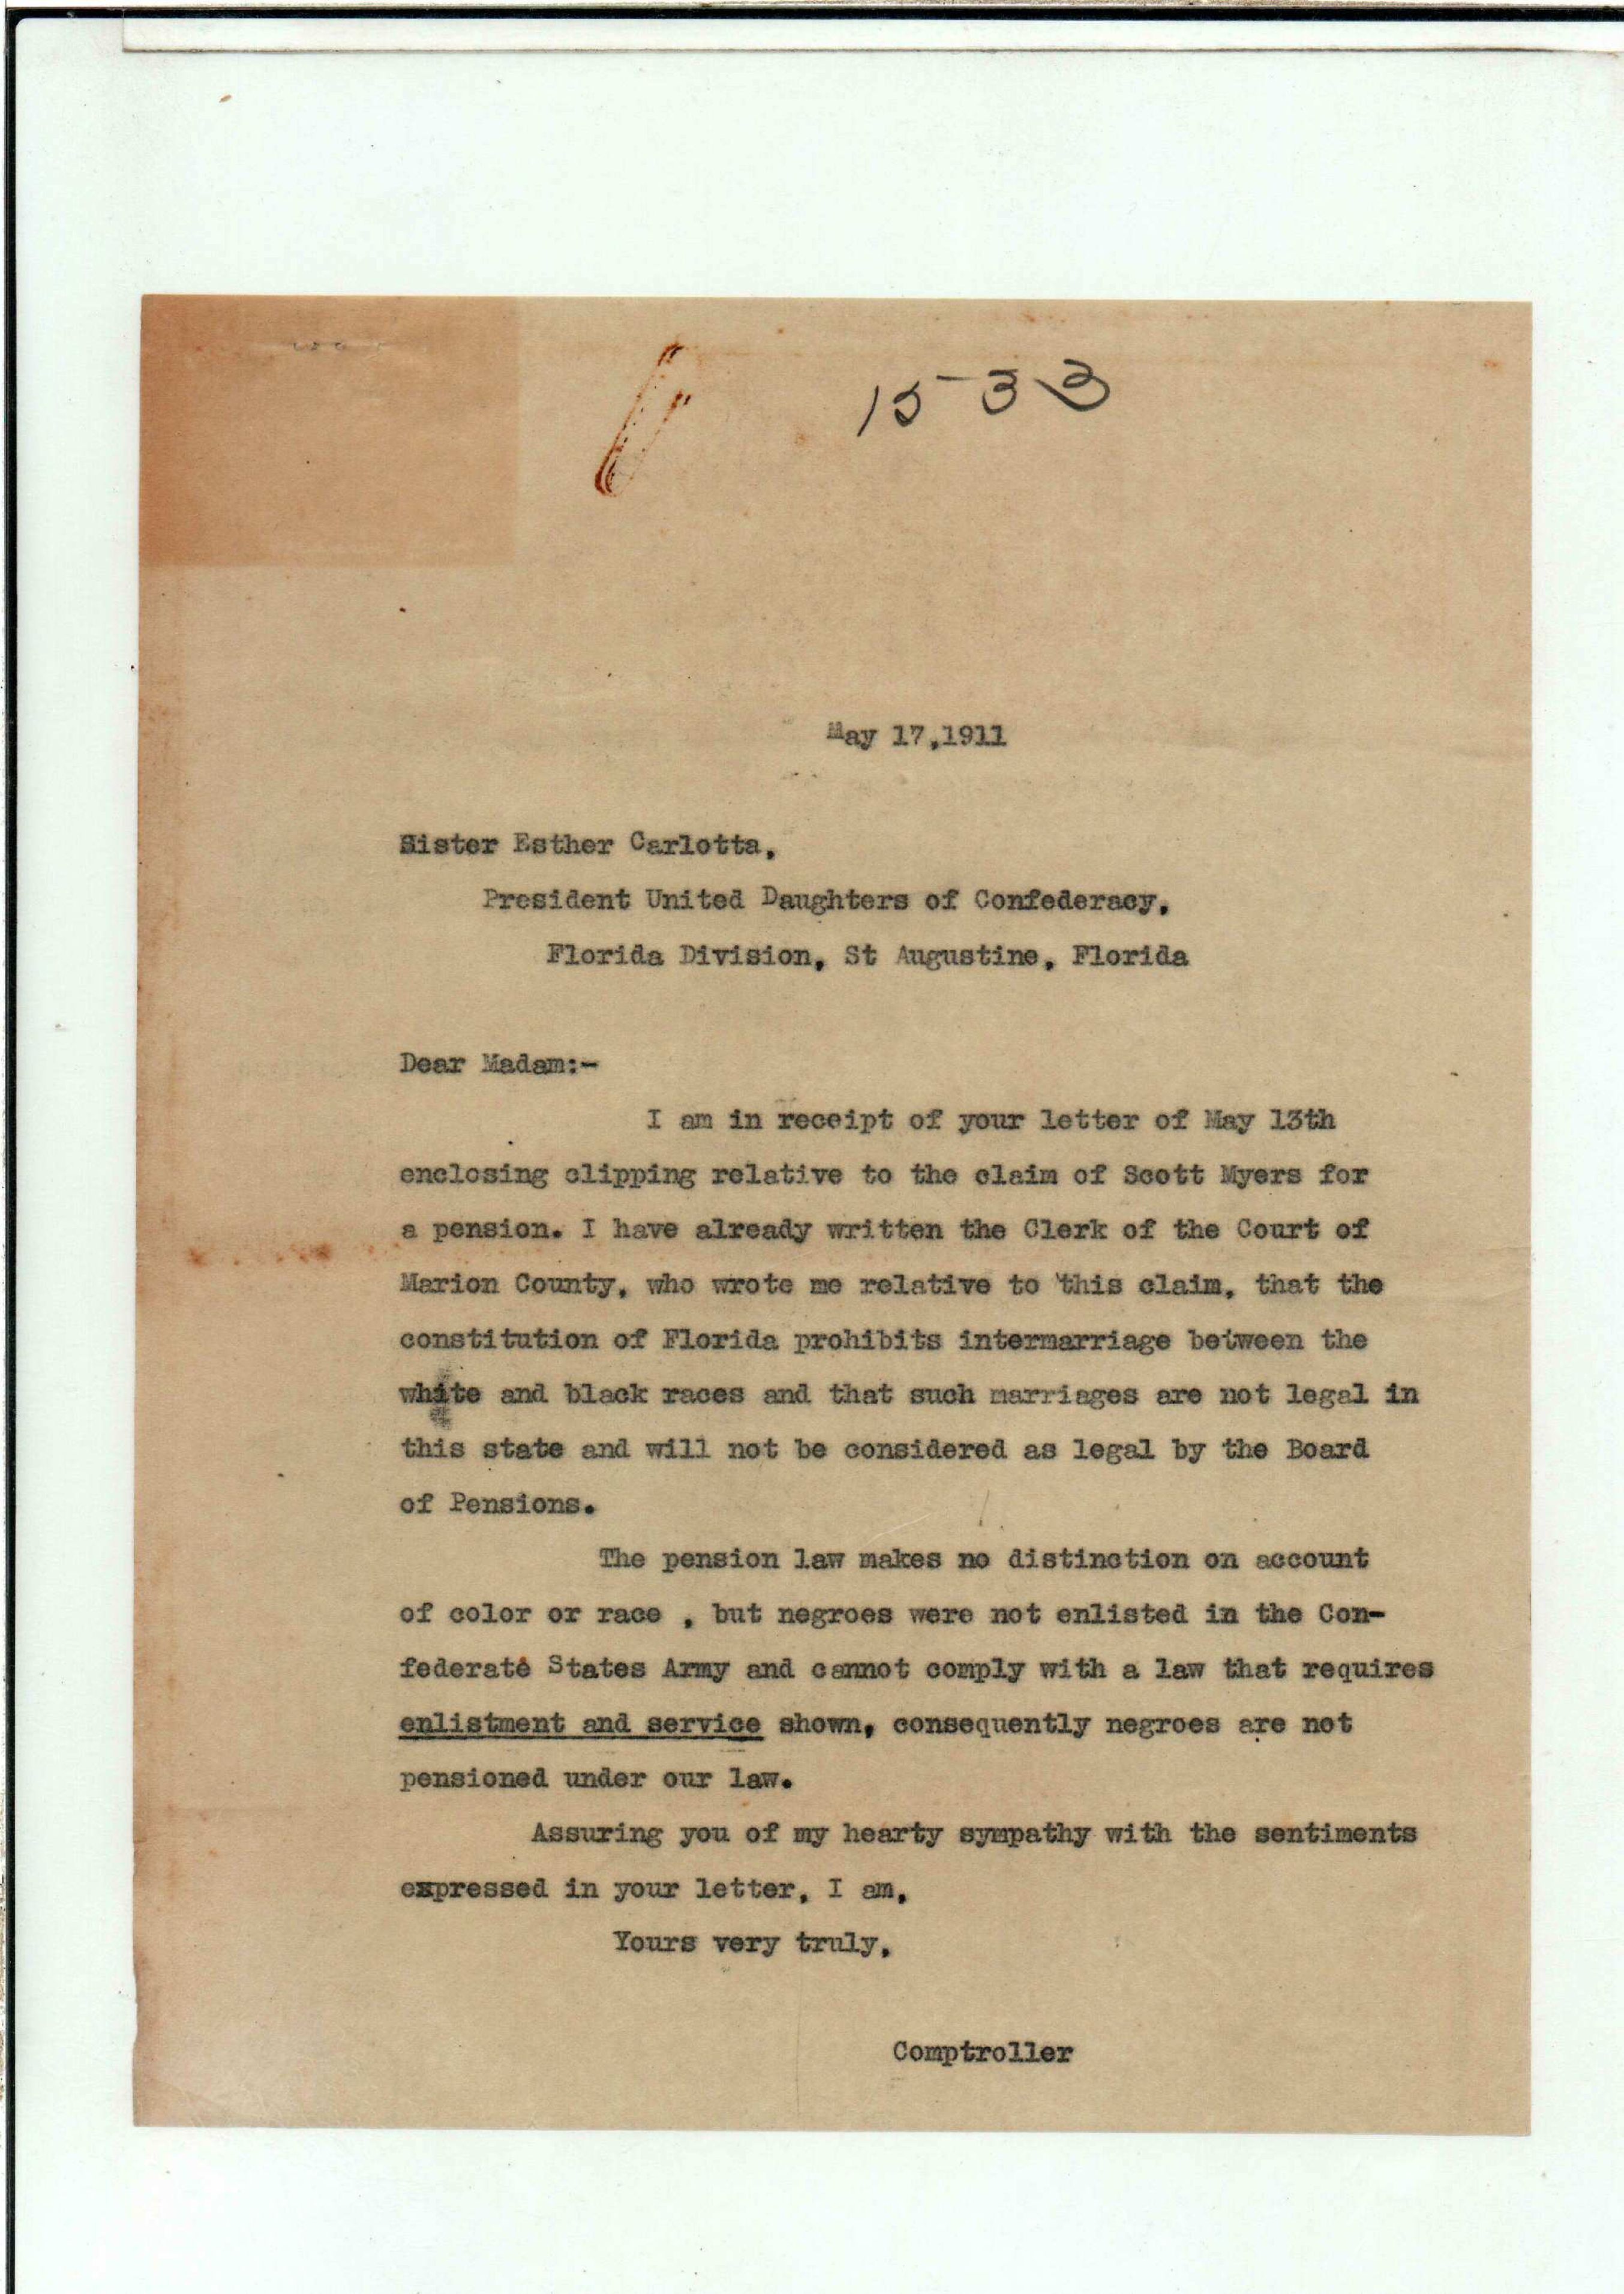 1533
May 17,1911
Sister Esther Carlotta,
President United Daughters of Confederacy,
Florida Division, St Augustine, Florida
Dear Madam:-
I am in receipt of your letter of May 13th
enclosing clipping relative to the claim of Scott Myers for
a pension. I have already written the Clerk of the Court of
Marion County, who wrote me relative to this claim, that the
constitution of Florida prohibits intermarriage between the
white and black races and that such marriages are not legal in
this state and will not be considered as legal by the Board
of Pensions.
The pension law makes no distinction on account
of color or race , but negroes were not enlisted in the Con-
federate States Army and cannot comply with a law that requires
enlistment and service shown, consequently negroes are not
pensioned under our law.
Assuring you of my hearty sympathy with the sentiments
expressed in your letter, I am,
Yours very truly,
Comptroller